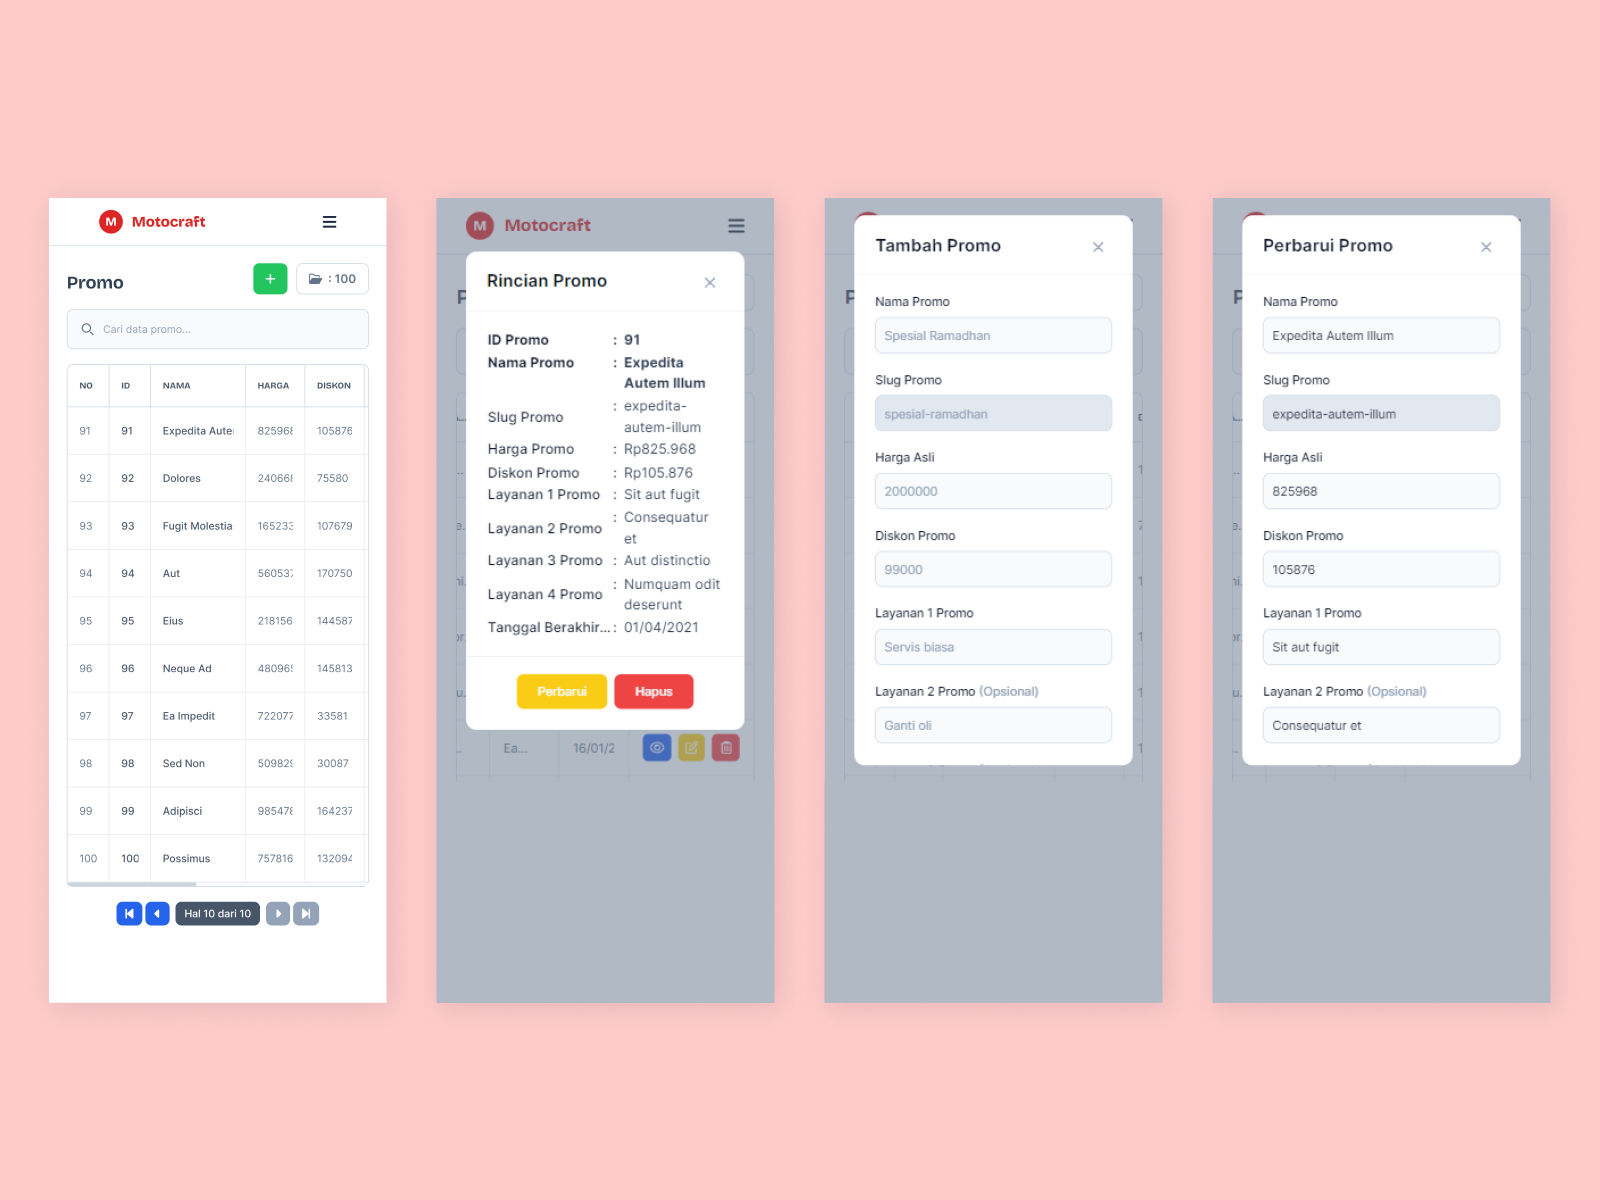 M Motocraft
Promo
+
: 100
Cari data promo...
NO ID NAMA HARGA DISKON
91 91 Expedita Aute 825968 105876
92 92 Dolores 240668 75580
93 93 Fugit Molestia 165233 107679
94 94 Aut 560537 170750
95 95 Eius 218156 144587
96 96 Neque Ad 480965 145813
97 97 Ea Impedit 722077 33581
98 98 Sed Non 509829 30087
99 99 Adipisci 985478 164237
100 100 Possimus 757816 132094
Hal 10 dari 10
M Motocraft
Rincian Promo
ID Promo : 91
Nama Promo : Expedita
Autem Illum
Slug Promo : expedita-
autem-illum
Harga Promo : Rp825.968
Diskon Promo : Rp105.876
Layanan 1 Promo : Sit aut fugit
Layanan 2 Promo : Consequatur
et
Layanan 3 Promo : Aut distinctio
Layanan 4 Promo : Numquam odit
deserunt
Tanggal Berakhir... : 01/04/2021
Perbarui
Hapus
Ea... 16/01/2
Tambah Promo
Nama Promo
Spesial Ramadhan
Slug Promo
spesial-ramadhan
Harga Asli
2000000
Diskon Promo
99000
Layanan 1 Promo
Servis biasa
Layanan 2 Promo (Opsional)
Ganti oli
Perbarui Promo
Nama Promo
Expedita Autem Illum
Slug Promo
expedita-autem-illum
Harga Asli
825968
Diskon Promo
105876
Layanan 1 Promo
Sit aut fugit
Layanan 2 Promo (Opsional)
Consequatur et